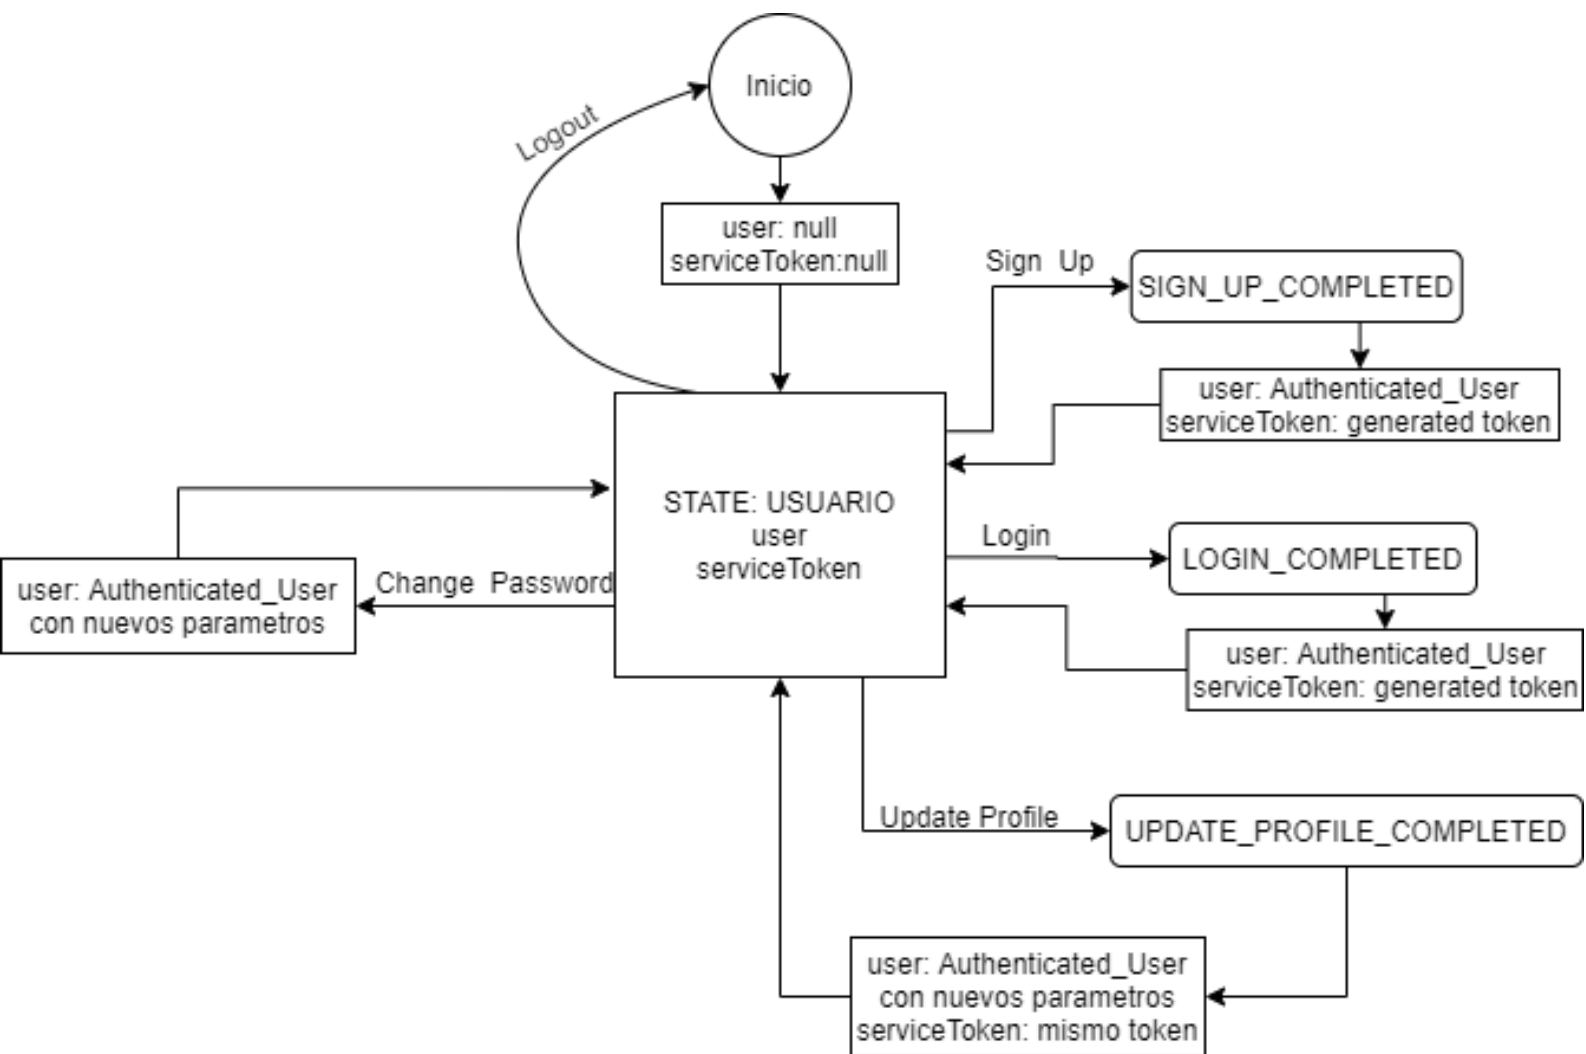 Inicio
Logout
user: null
serviceToken:null
Sign Up
SIGN_UP_COMPLETED
user: Authenticated_User
serviceToken: generated token
STATE: USUARIO
user
serviceToken
Login
LOGIN_COMPLETED
user: Authenticated_User
serviceToken: generated token
Change Password
user: Authenticated_User
con nuevos parametros
Update Profile
UPDATE_PROFILE_COMPLETED
user: Authenticated_User
con nuevos parametros
serviceToken: mismo token